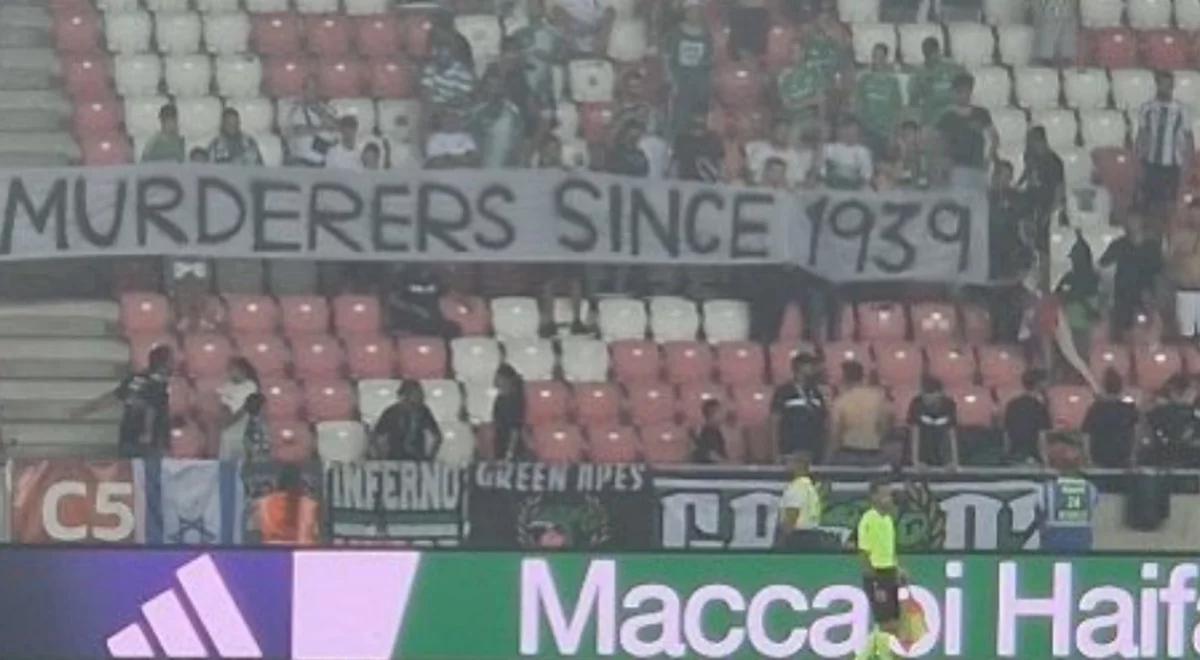 MURDERERS SINCE 1939
C5
INFERNO
GREEN APES
Maccabi Haifa